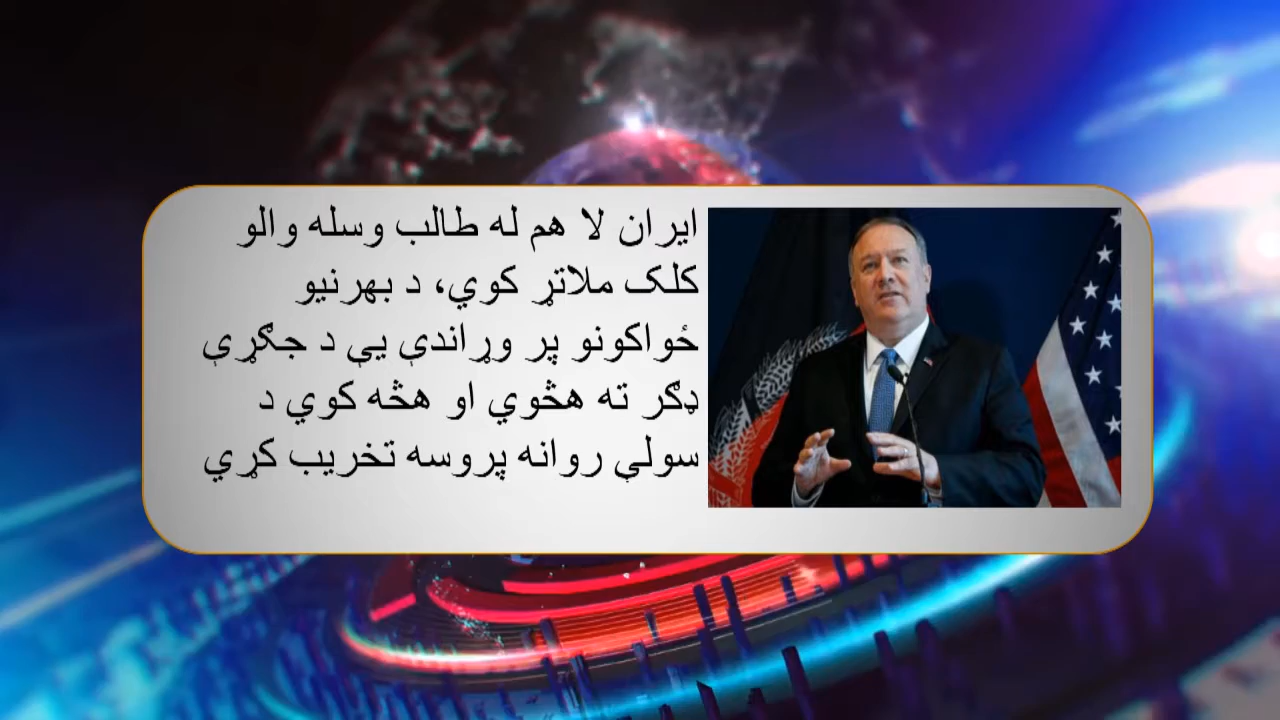 ایران لا هم له طالب وسله والو
کلک ملاتړ کوي، د بهرنیو
ځواکونو پر وړاندې یې د جګړې
ډګر ته هڅوي او هڅه کوي د
سولې روانه پروسه تخریب کړي